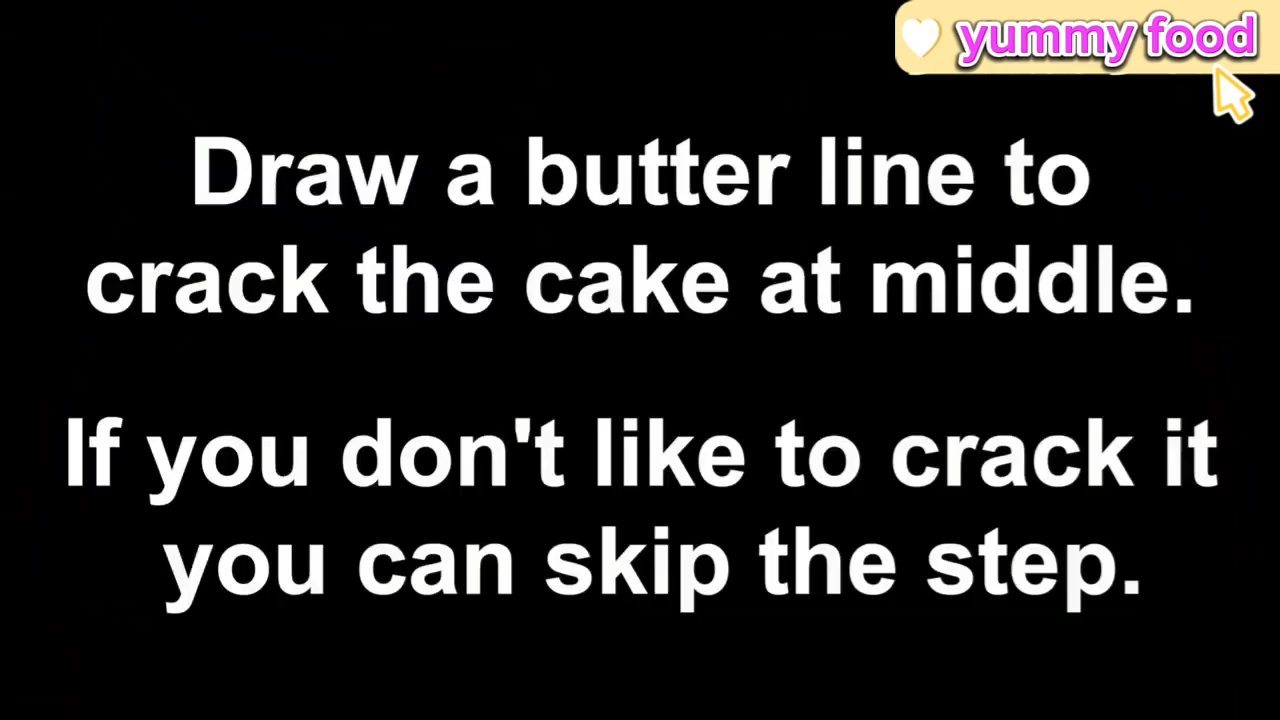 yummy food
Draw a butter line to
crack the cake at middle.
If you don't like to crack it
you can skip the step.